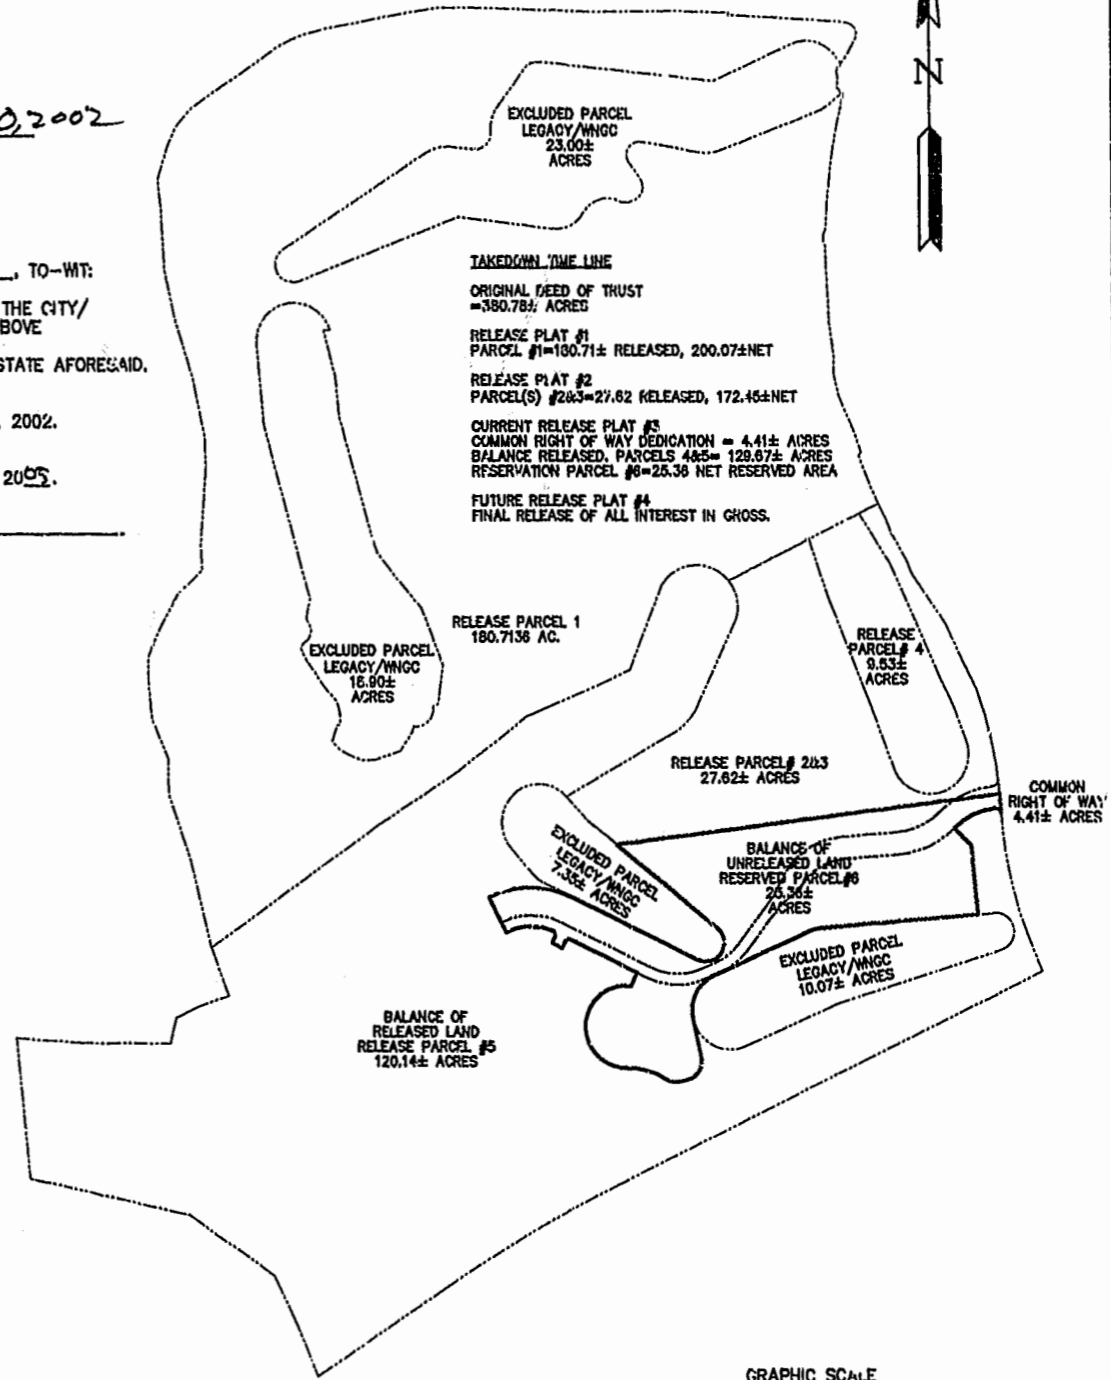 0,2002
, TO-WIT:
THE CITY/
BOVE
STATE AFORESAID.
, 2002.
2005.
N
EXCLUDED PARCEL
LEGACY/WNGC
23.00±
ACRES
TAKEDOWN TIME LINE
ORIGINAL DEED OF TRUST
=380.78± ACRES
RELEASE PLAT #1
PARCEL #1=180.71± RELEASED, 200.07±NET
RELEASE PLAT #2
PARCEL(S) #2&3=27.62 RELEASED, 172.45±NET
CURRENT RELEASE PLAT #3
COMMON RIGHT OF WAY DEDICATION = 4.41± ACRES
BALANCE RELEASED, PARCELS 4&5= 129.67± ACRES
RESERVATION PARCEL #6=25.36 NET RESERVED AREA
FUTURE RELEASE PLAT #4
FINAL RELEASE OF ALL INTEREST IN GROSS.
RELEASE PARCEL 1
180.7136 AC.
EXCLUDED PARCEL
LEGACY/WNGC
16.90±
ACRES
RELEASE
PARCEL# 4
9.53±
ACRES
RELEASE PARCEL# 2&3
27.62± ACRES
COMMON
RIGHT OF WAY
4.41± ACRES
EXCLUDED PARCEL
LEGACY/WNGC
7.35± ACRES
BALANCE OF
UNRELEASED LAND
RESERVED PARCEL#6
25.36±
ACRES
EXCLUDED PARCEL
LEGACY/WNGC
10.07± ACRES
BALANCE OF
RELEASED LAND
RELEASE PARCEL #5
120.14± ACRES
GRAPHIC SCALE